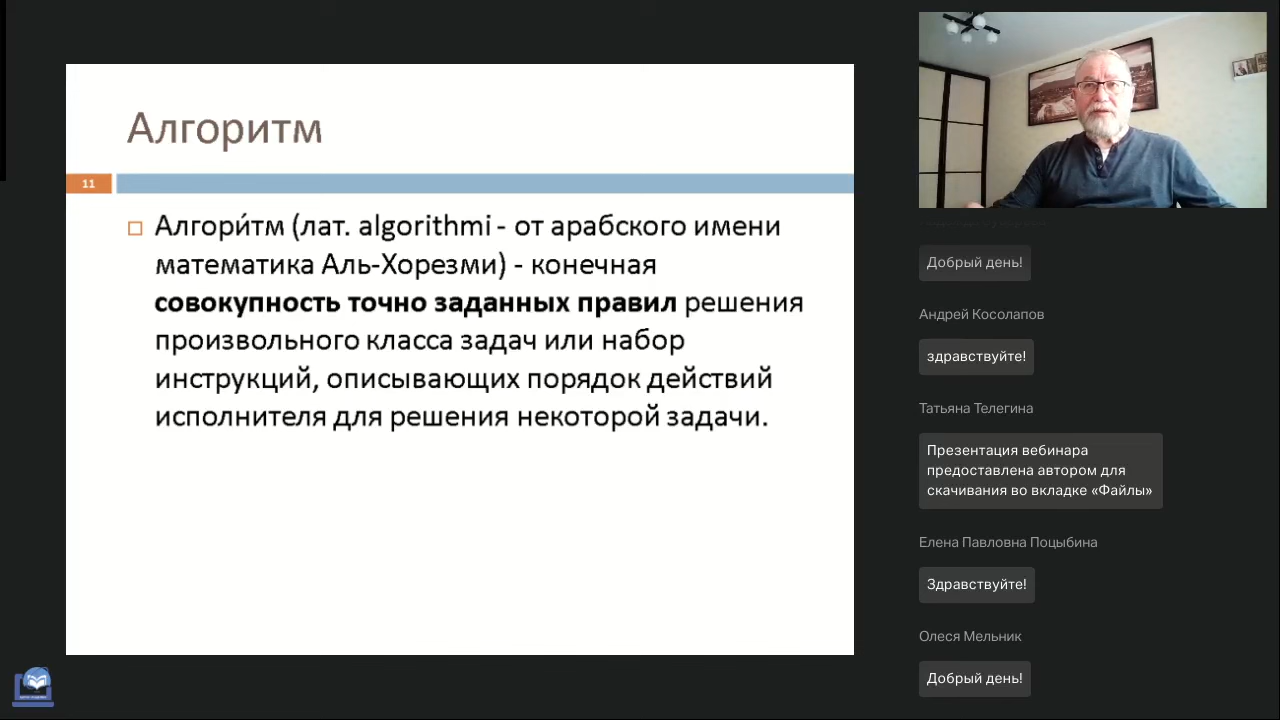 Алгоритм
11
Алгори́тм (лат. algorithmi - от арабского имени
математика Аль-Хорезми) - конечная
совокупность точно заданных правил решения
произвольного класса задач или набор
инструкций, описывающих порядок действий
исполнителя для решения некоторой задачи.
Добрый день!
Андрей Косолапов
здравствуйте!
Татьяна Телегина
Презентация вебинара
предоставлена автором для
скачивания во вкладке «Файлы»
Елена Павловна Поцыбина
Здравствуйте!
Олеся Мельник
Добрый день!